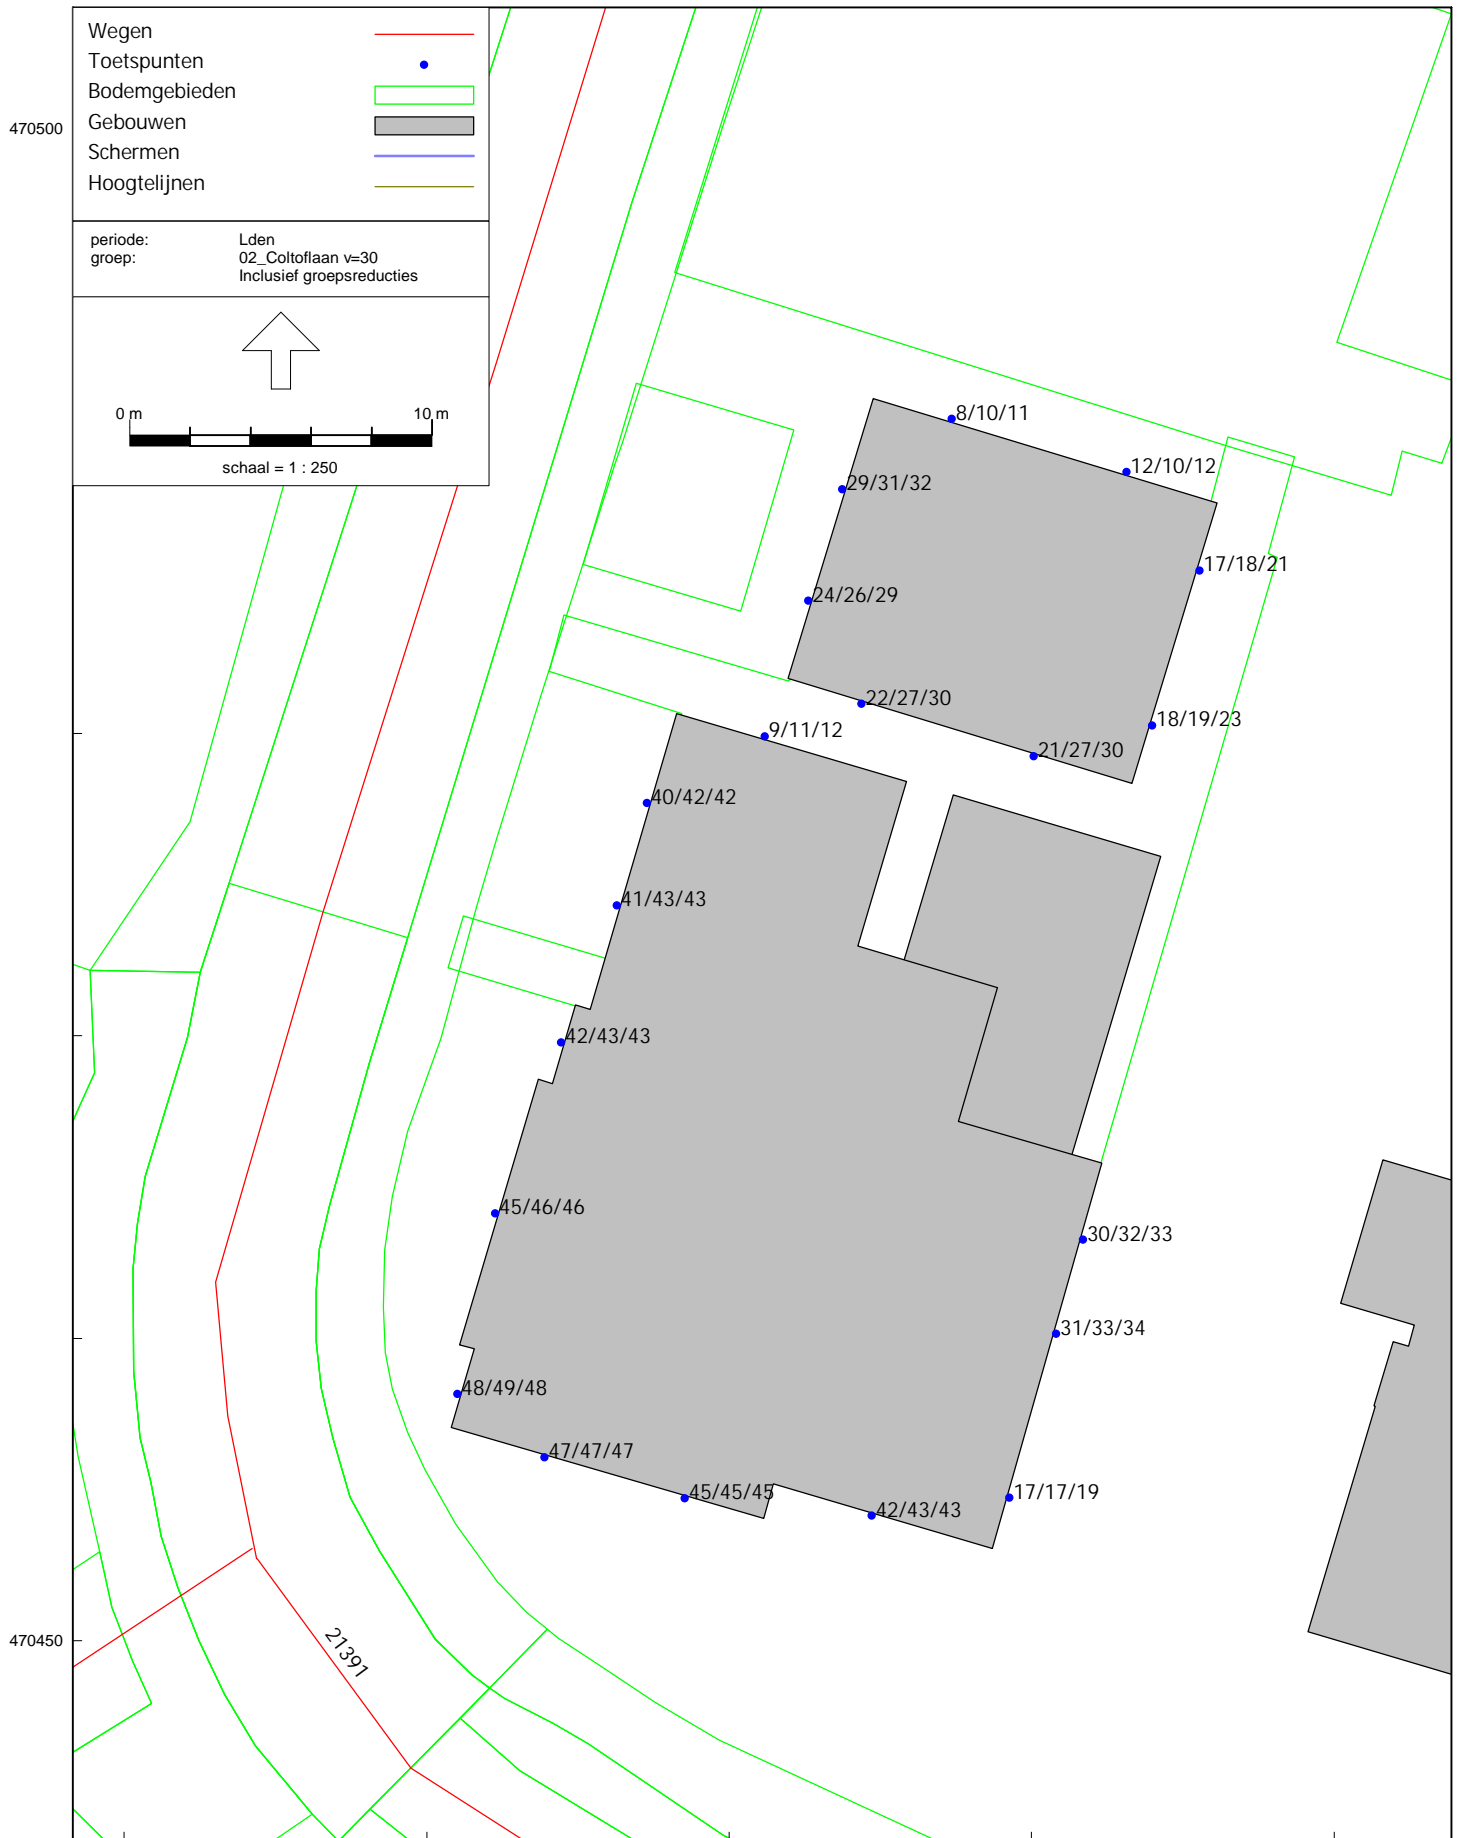 Wegen
Toetspunten
Bodemgebieden
Gebouwen
Schermen
Hoogtelijnen
periode: Lden
groep: 02_Coltoflaan v=30
Inclusief groepsreducties
0 m 10 m
schaal = 1 : 250
470500
8/10/11
12/10/12
29/31/32
17/18/21
24/26/29
22/27/30
18/19/23
9/11/12
21/27/30
40/42/42
41/43/43
42/43/43
45/46/46
30/32/33
31/33/34
48/49/48
47/47/47
45/45/45
17/17/19
42/43/43
470450
21391